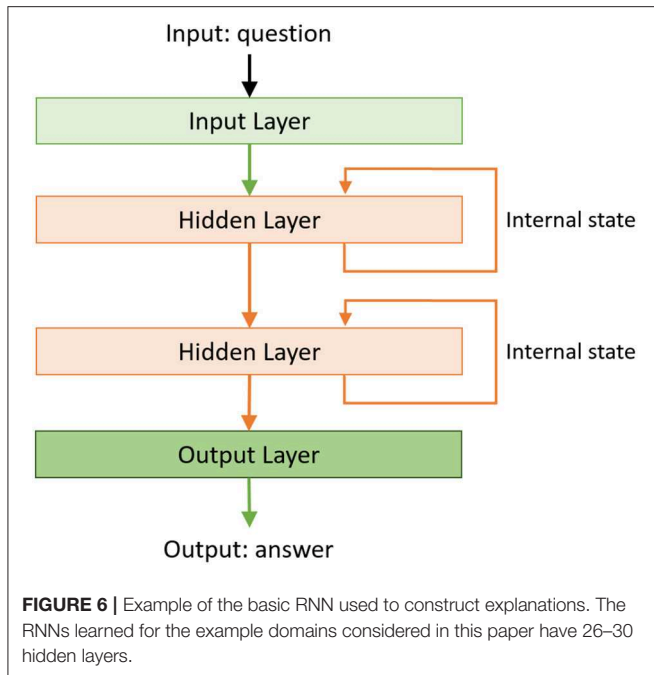 Input: question
Input Layer
Hidden Layer
Internal state
Hidden Layer
Internal state
Output Layer
Output: answer
FIGURE 6 | Example of the basic RNN used to construct explanations. The
RNNs learned for the example domains considered in this paper have 26–30
hidden layers.